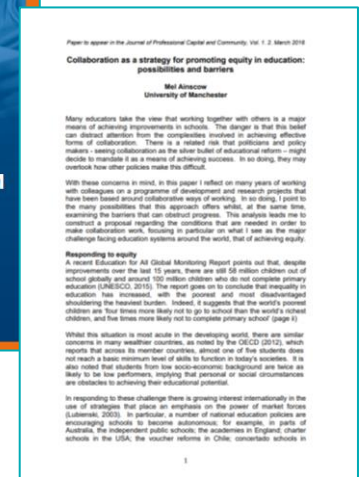 Paper to appear in the Journal of Professional Capital and Community, Vol. 1. 2. March 2016
Collaboration as a strategy for promoting equity in education:
possibilities and barriers
Mel Ainscow
University of Manchester
Many educators take the view that working together with others is a major
means of achieving improvements in schools. The danger is that this belief
can distract attention from the complexities involved in achieving effective
forms of collaboration. There is a related risk that politicians and policy
makers - seeing collaboration as the silver bullet of educational reform – might
decide to mandate it as a means of achieving success. In so doing, they may
overlook how other policies make this difficult.
With these concerns in mind, in this paper I reflect on many years of working
with colleagues on a programme of development and research projects that
have been based around collaborative ways of working. In so doing, I point to
the many possibilities that this approach offers whilst, at the same time,
examining the barriers that can obstruct progress. This analysis leads me to
construct a proposal regarding the conditions that are needed in order to
make collaboration work, focusing in particular on what I see as the major
challenge facing education systems around the world, that of achieving equity.
Responding to equity
A recent Education for All Global Monitoring Report points out that, despite
improvements over the last 15 years, there are still 58 million children out of
school globally and around 100 million children who do not complete primary
education (UNESCO, 2015). The report goes on to conclude that inequality in
education has increased, with the poorest and most disadvantaged
shouldering the heaviest burden. Indeed, it suggests that the world's poorest
children are 'four times more likely not to go to school than the world's richest
children, and five times more likely not to complete primary school' (page ii)
Whilst this situation is most acute in the developing world, there are similar
concerns in many wealthier countries, as noted by the OECD (2012), which
reports that across its member countries, almost one of five students does
not reach a basic minimum level of skills to function in today's societies. It is
also noted that students from low socio-economic background are twice as
likely to be low performers, implying that personal or social circumstances
are obstacles to achieving their educational potential.
In responding to these challenge there is growing interest internationally in the
use of strategies that place an emphasis on the power of market forces
(Lubienski, 2003). In particular, a number of national education policies are
encouraging schools to become autonomous; for example, in parts of
Australia, the independent public schools; the academies in England; charter
schools in the USA; the voucher reforms in Chile; concertado schools in
1